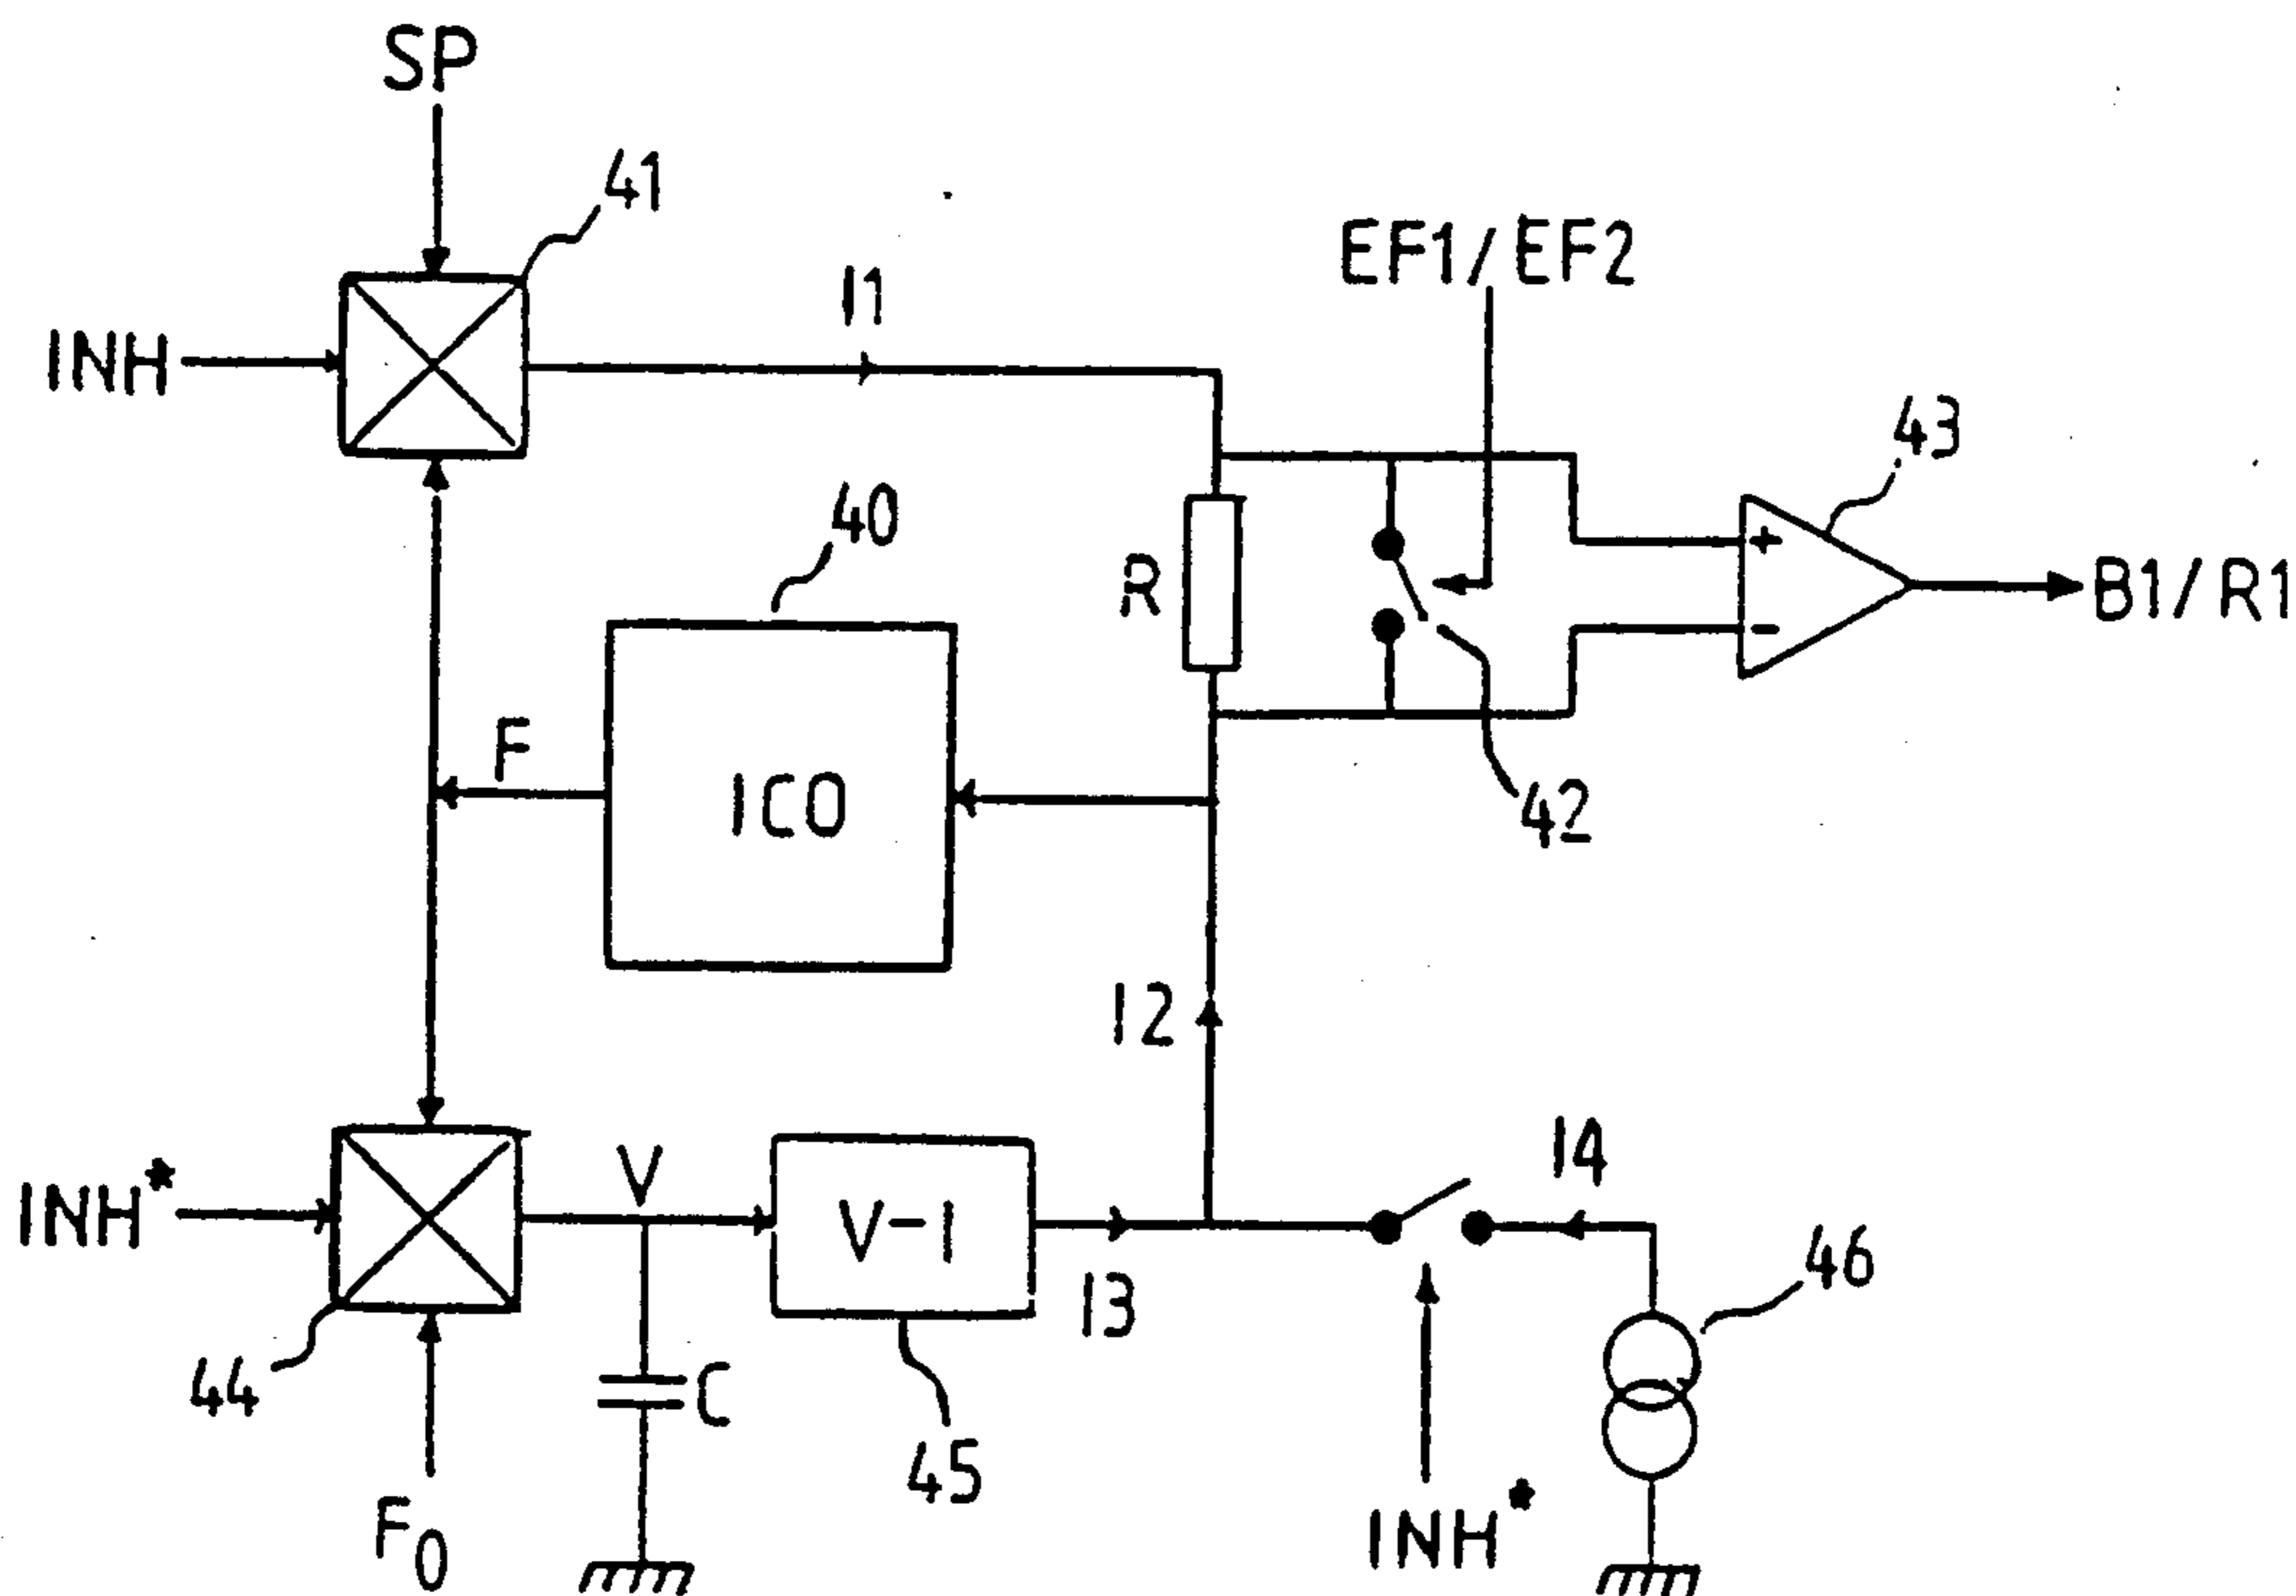 SP
41
I1
EF1/EF2
INH
43
40
R
B1/R1
F
ICO
42
I2
INH*
V
V-I
I4
I3
46
44
C
45
F0
INH*